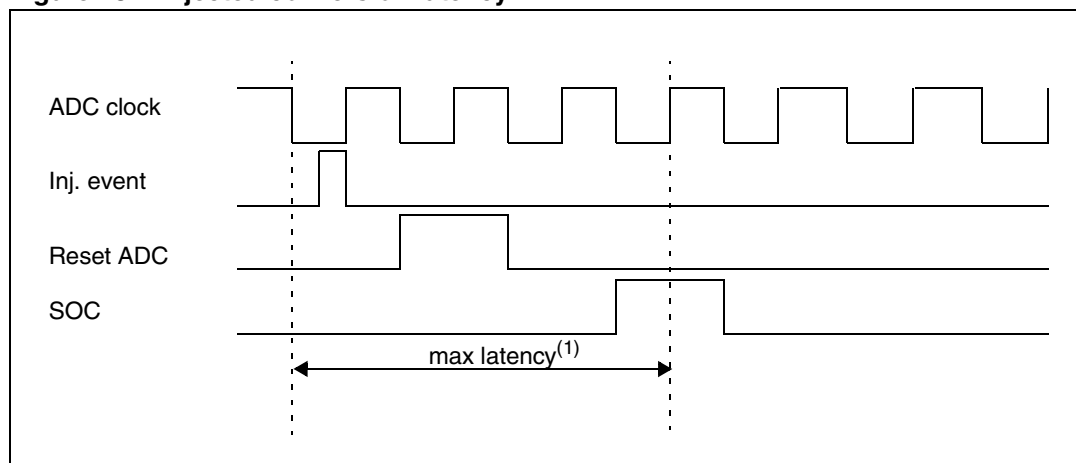 ADC clock
Inj. event
Reset ADC
SOC
max latency(1)